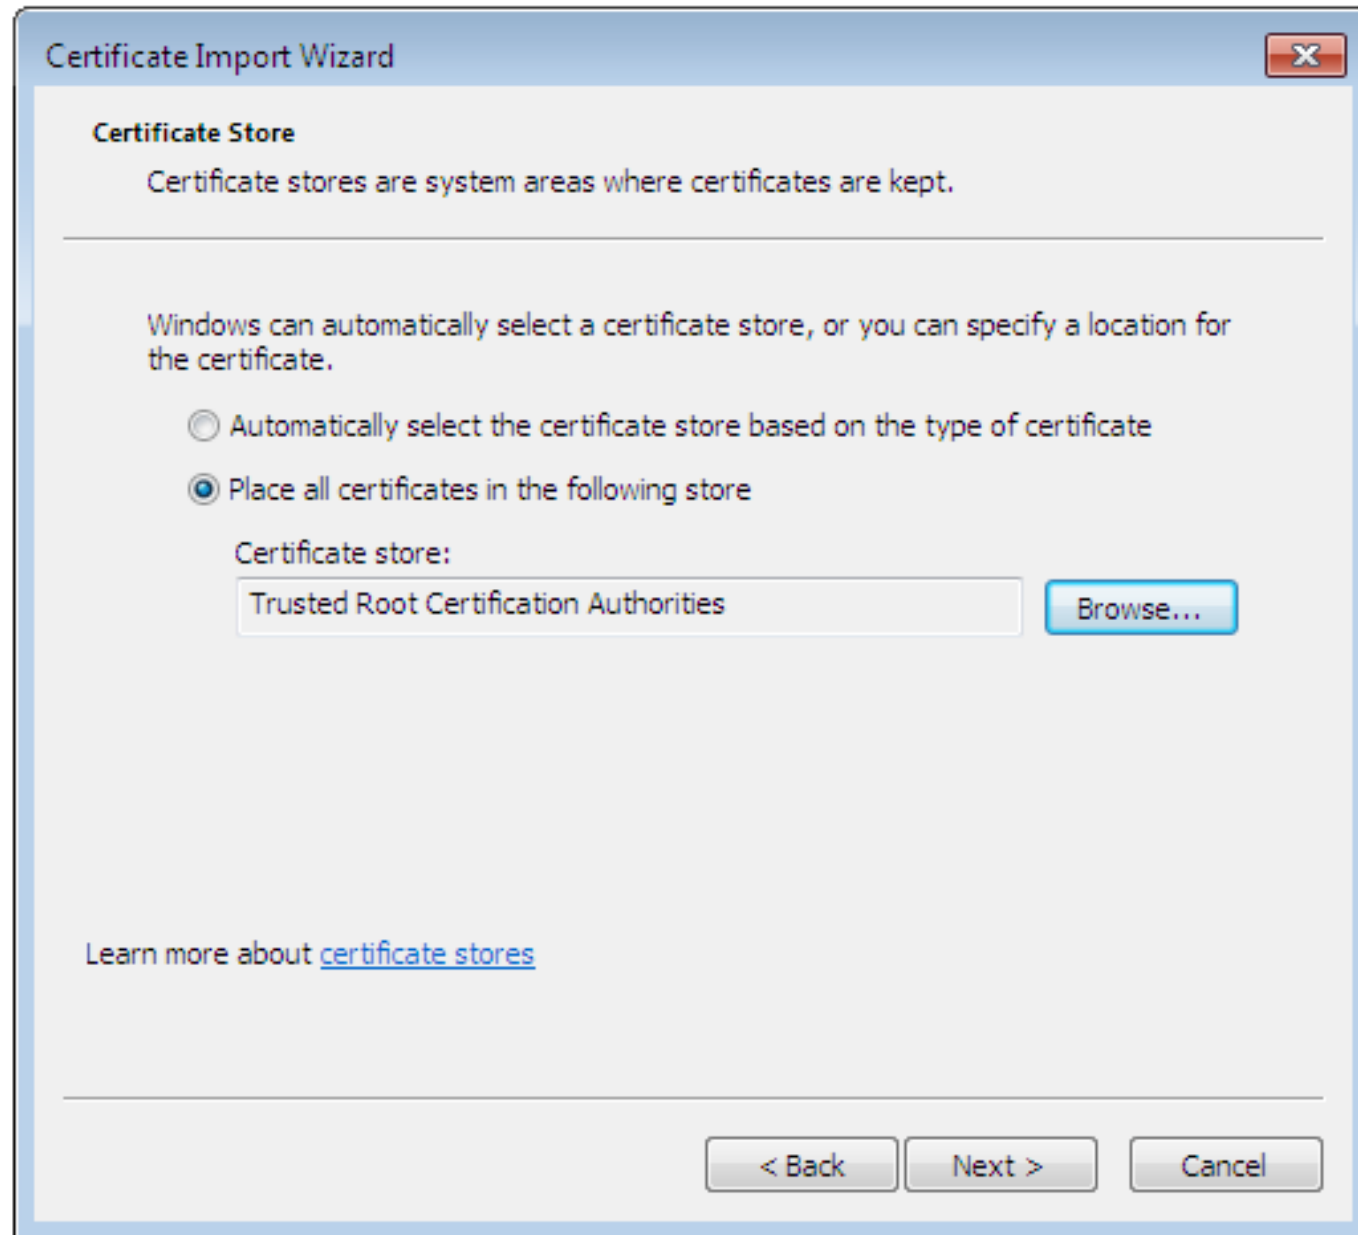 Certificate Import Wizard
Certificate Store
Certificate stores are system areas where certificates are kept.
Windows can automatically select a certificate store, or you can specify a location for
the certificate.
Automatically select the certificate store based on the type of certificate
Place all certificates in the following store
Certificate store:
Trusted Root Certification Authorities
Browse...
Learn more about certificate stores
< Back
Next >
Cancel